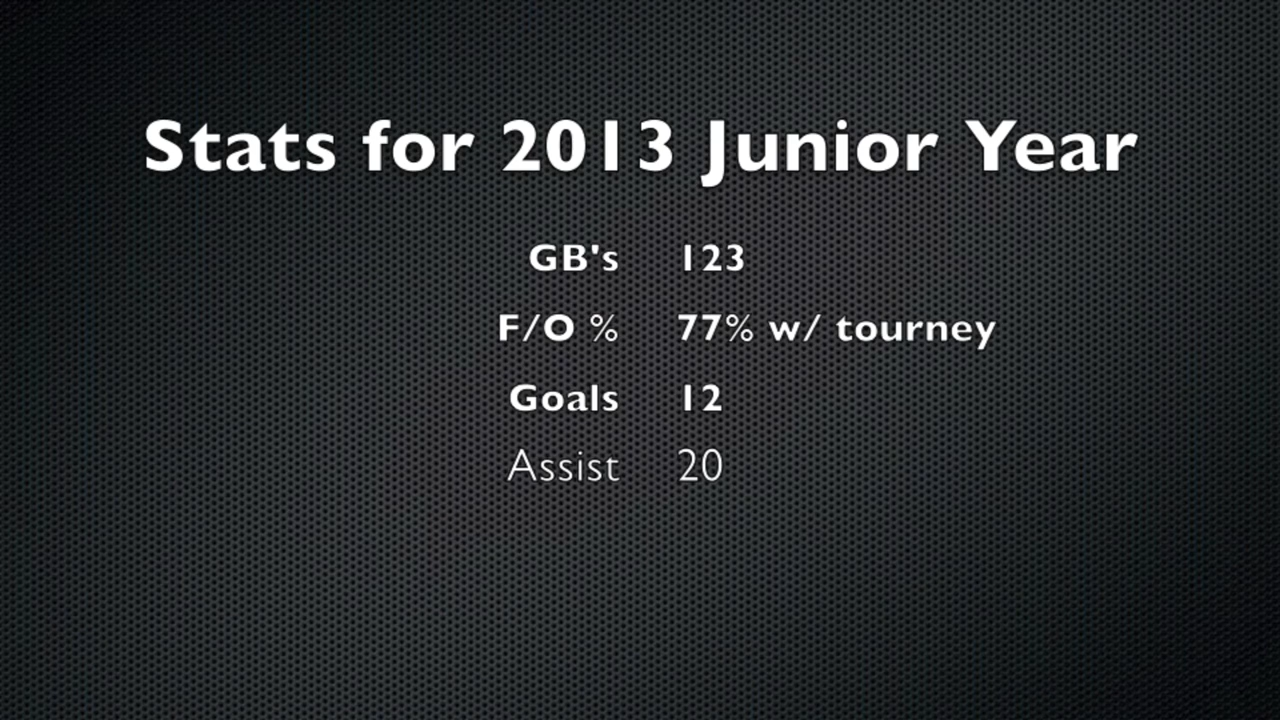 Stats for 2013 Junior Year
GB's 123
F/O % 77% w/ tourney
Goals 12
Assist 20